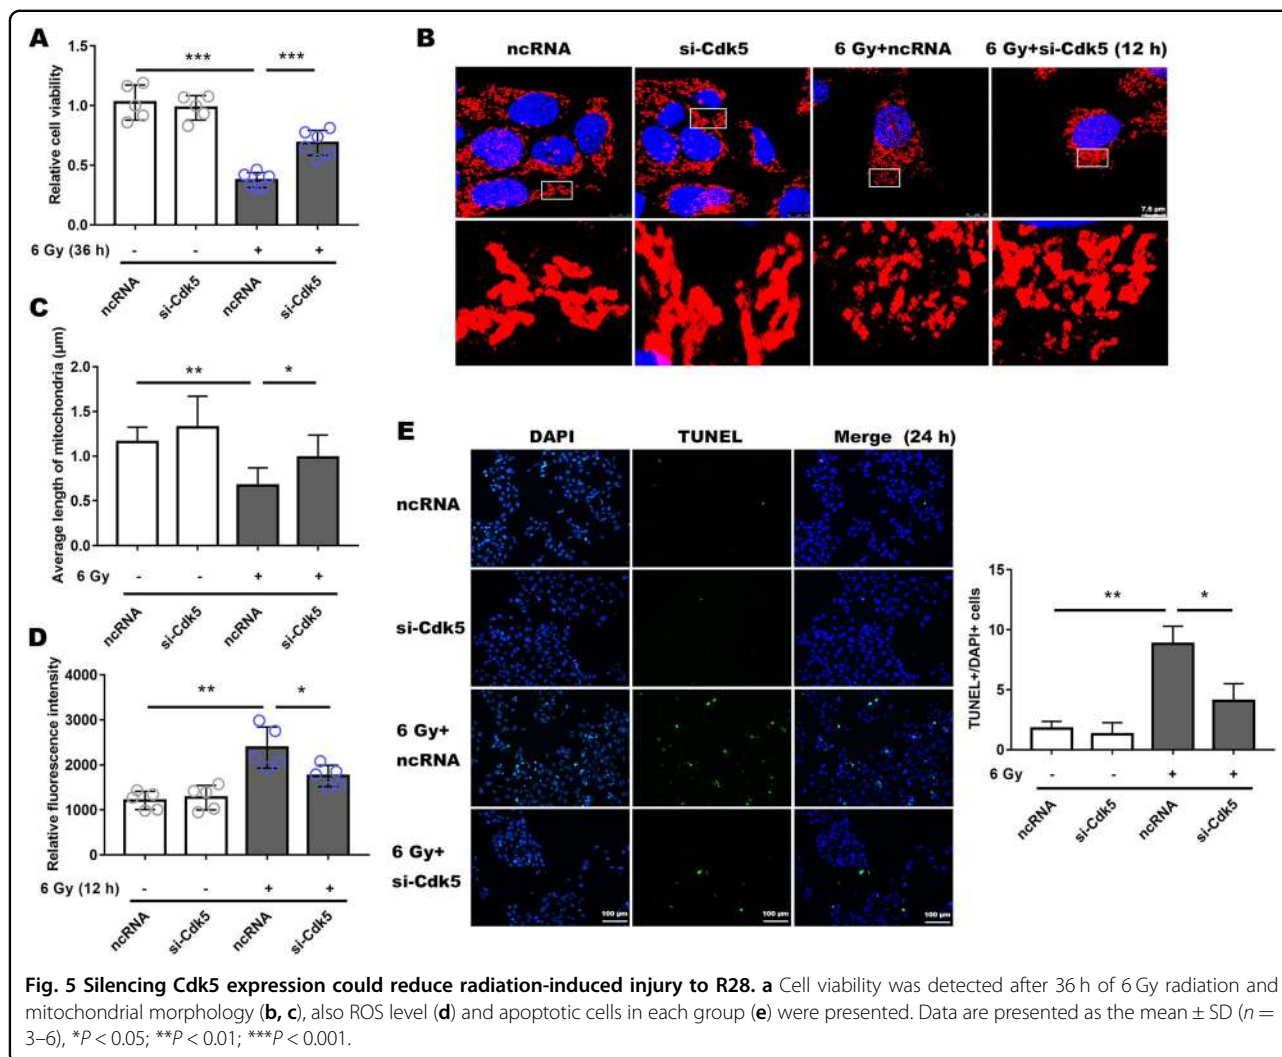 A
Relative cell viability
1.5
1.0
0.5
0.0
***
***
6 Gy (36 h)
- - + +
ncRNA
si-Cdk5
ncRNA
si-Cdk5
B
ncRNA si-Cdk5 6 Gy+ncRNA 6 Gy+si-Cdk5 (12 h)
7.5 µm
C
Average length of mitochondria (µm)
2.0
1.5
1.0
0.5
0.0
**
*
6 Gy
- - + +
ncRNA
si-Cdk5
ncRNA
si-Cdk5
D
Relative fluorescence intensity
4000
3000
2000
1000
0
**
*
6 Gy (12 h)
- - + +
ncRNA
si-Cdk5
ncRNA
si-Cdk5
E
DAPI TUNEL Merge (24 h)
ncRNA
si-Cdk5
6 Gy+
ncRNA
6 Gy+
si-Cdk5
100 µm 100 µm 100 µm
TUNEL+/DAPI+ cells
15
10
5
0
**
*
6 Gy
- - + +
ncRNA
si-Cdk5
ncRNA
si-Cdk5
Fig. 5 Silencing Cdk5 expression could reduce radiation-induced injury to R28. a Cell viability was detected after 36 h of 6 Gy radiation and
mitochondrial morphology (b, c), also ROS level (d) and apoptotic cells in each group (e) were presented. Data are presented as the mean ± SD (n =
3–6), *P < 0.05; **P < 0.01; ***P < 0.001.